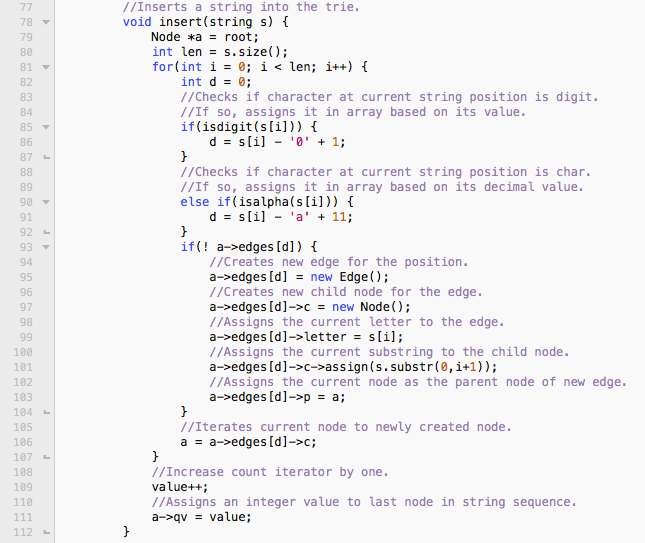 77 //Inserts a string into the trie.
78 void insert(string s) {
79 Node *a = root;
80 int len = s.size();
81 for(int i = 0; i < len; i++) {
82 int d = 0;
83 //Checks if character at current string position is digit.
84 //If so, assigns it in array based on its value.
85 if(isdigit(s[i])) {
86 d = s[i] - '0' + 1;
87 }
88 //Checks if character at current string position is char.
89 //If so, assigns it in array based on its decimal value.
90 else if(isalpha(s[i])) {
91 d = s[i] - 'a' + 11;
92 }
93 if(! a->edges[d]) {
94 //Creates new edge for the position.
95 a->edges[d] = new Edge();
96 //Creates new child node for the edge.
97 a->edges[d]->c = new Node();
98 //Assigns the current letter to the edge.
99 a->edges[d]->letter = s[i];
100 //Assigns the current substring to the child node.
101 a->edges[d]->c->assign(s.substr(0,i+1));
102 //Assigns the current node as the parent node of new edge.
103 a->edges[d]->p = a;
104 }
105 //Iterates current node to newly created node.
106 a = a->edges[d]->c;
107 }
108 //Increase count iterator by one.
109 value++;
110 //Assigns an integer value to last node in string sequence.
111 a->qv = value;
112 }